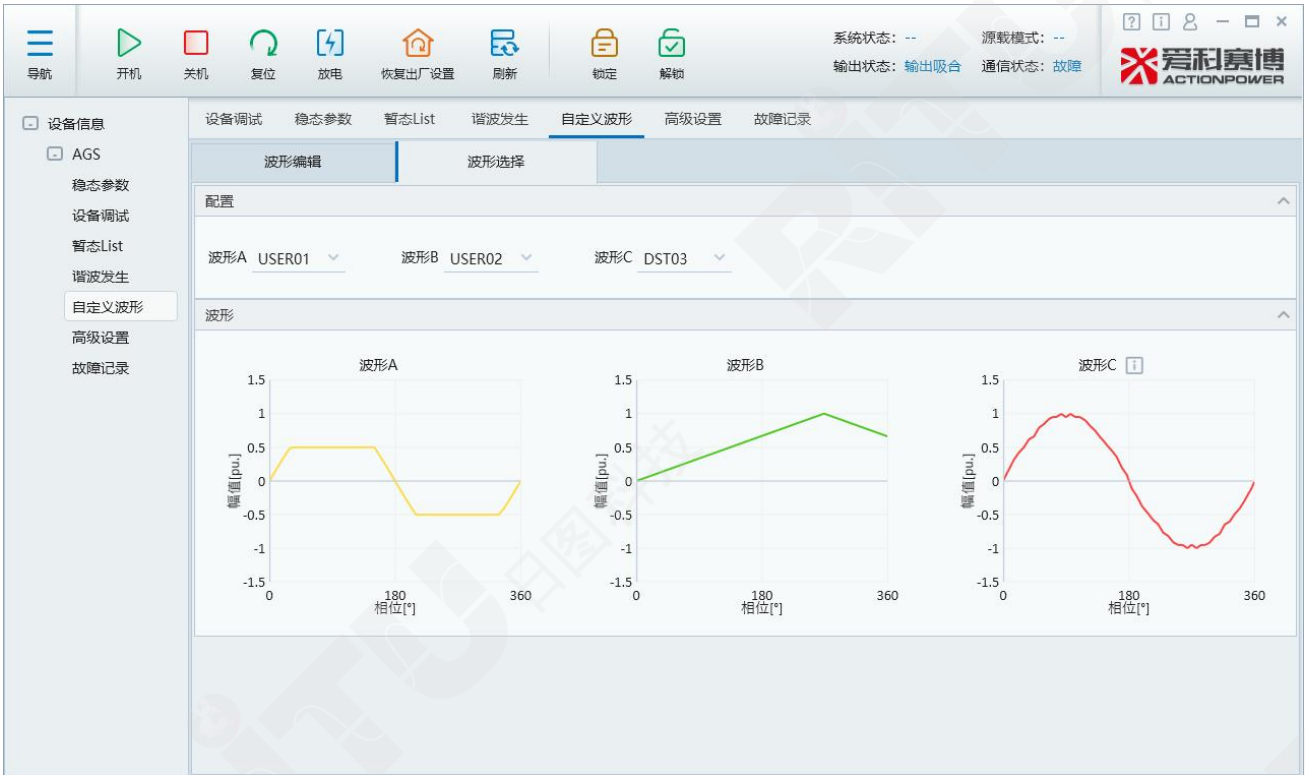 导航 开机 关机 复位 放电 恢复出厂设置 刷新 锁定 解锁
系统状态: -- 源载模式: --
输出状态: 输出吸合 通信状态: 故障
爱科赛博
ACTIONPOWER
设备信息
AGS
稳态参数
设备调试
暂态List
谐波发生
自定义波形
高级设置
故障记录
设备调试 稳态参数 暂态List 谐波发生 自定义波形 高级设置 故障记录
波形编辑 波形选择
配置
波形A USER01 波形B USER02 波形C DST03
波形
波形A
1.5
1
0.5
0
-0.5
-1
-1.5
幅值[pu.]
0 180 360
相位[°]
波形B
1.5
1
0.5
0
-0.5
-1
-1.5
幅值[pu.]
0 180 360
相位[°]
波形C
1.5
1
0.5
0
-0.5
-1
-1.5
幅值[pu.]
0 180 360
相位[°]
RiTU 日图科技